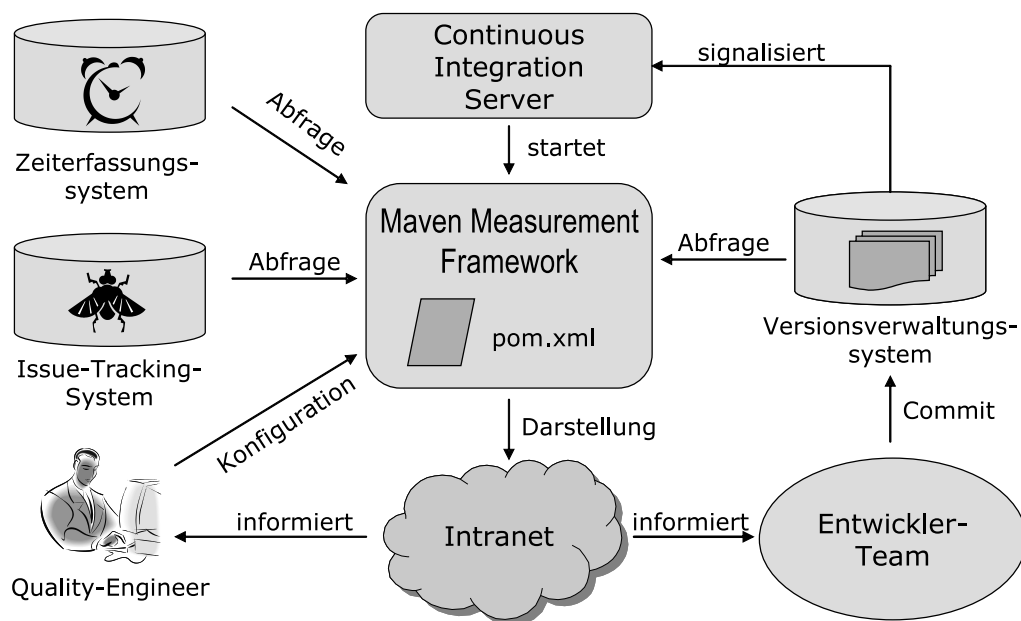 Continuous
Integration
Server
signalisiert
Abfrage
startet
Zeiterfassungs-
system
Maven Measurement
Framework
pom.xml
Abfrage
Abfrage
Issue-Tracking-
System
Versionsverwaltungs-
system
Konfiguration
Darstellung
Commit
informiert
Intranet
informiert
Entwickler-
Team
Quality-Engineer